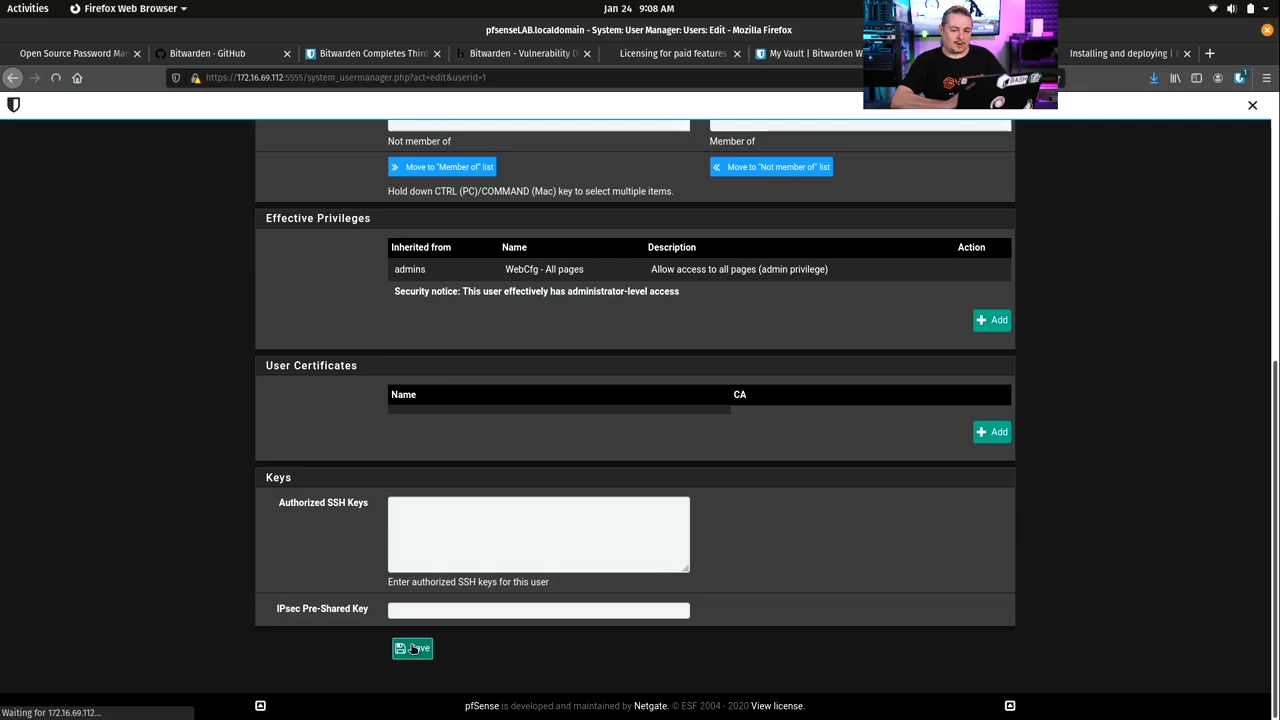 Activities
Firefox Web Browser
Jan 24 9:08 AM
pfsenseLAB.localdomain - System: User Manager: Users: Edit - Mozilla Firefox
Open Source Password Mar
Bitwarden · GitHub
Bitwarden Completes Thir
Bitwarden - Vulnerability D
Licensing for paid features
My Vault | Bitwarden W
Installing and deploying |
https://172.16.69.112:5555/system_usermanager.php?act=edit&userid=1
BASH
Not member of
Member of
Move to "Member of" list
Move to "Not member of" list
Hold down CTRL (PC)/COMMAND (Mac) key to select multiple items.
Effective Privileges
Inherited from Name Description Action
admins WebCfg - All pages Allow access to all pages (admin privilege)
Security notice: This user effectively has administrator-level access
Add
User Certificates
Name CA
Add
Keys
Authorized SSH Keys
Enter authorized SSH keys for this user
IPsec Pre-Shared Key
Save
pfSense is developed and maintained by Netgate. © ESF 2004 - 2020 View license.
Waiting for 172.16.69.112...